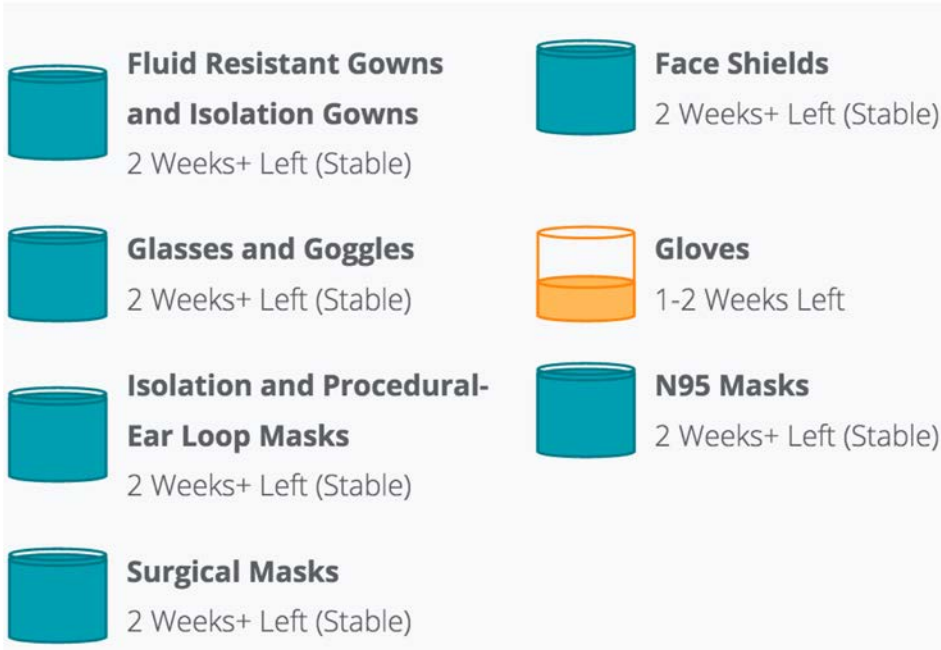 Fluid Resistant Gowns
and Isolation Gowns
2 Weeks+ Left (Stable)
Glasses and Goggles
2 Weeks+ Left (Stable)
Isolation and Procedural-
Ear Loop Masks
2 Weeks+ Left (Stable)
Surgical Masks
2 Weeks+ Left (Stable)
Face Shields
2 Weeks+ Left (Stable)
Gloves
1-2 Weeks Left
N95 Masks
2 Weeks+ Left (Stable)